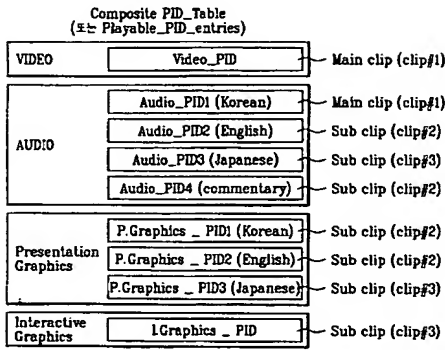 Composite PID_Table
(또는 Playable_PID_entries)
VIDEO Video_PID Main clip (clip#1)
Audio_PID1 (Korean) Main clip (clip#1)
Audio_PID2 (English) Sub clip (clip#2)
AUDIO
Audio_PID3 (Japanese) Sub clip (clip#3)
Audio_PID4 (commentary) Sub clip (clip#2)
P.Graphics _ PID1 (Korean) Sub clip (clip#2)
Presentation
Graphics
P.Graphics _ PID2 (English) Sub clip (clip#2)
P.Graphics _ PID3 (Japanese) Sub clip (clip#3)
Interactive
Graphics
I.Graphics _ PID Sub clip (clip#3)